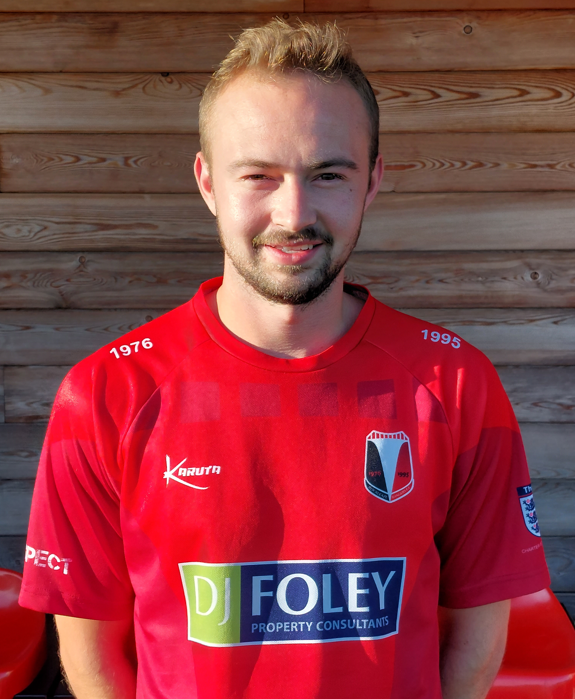 1976
1995
KARUTA
PECT
DJ FOLEY
PROPERTY CONSULTANTS